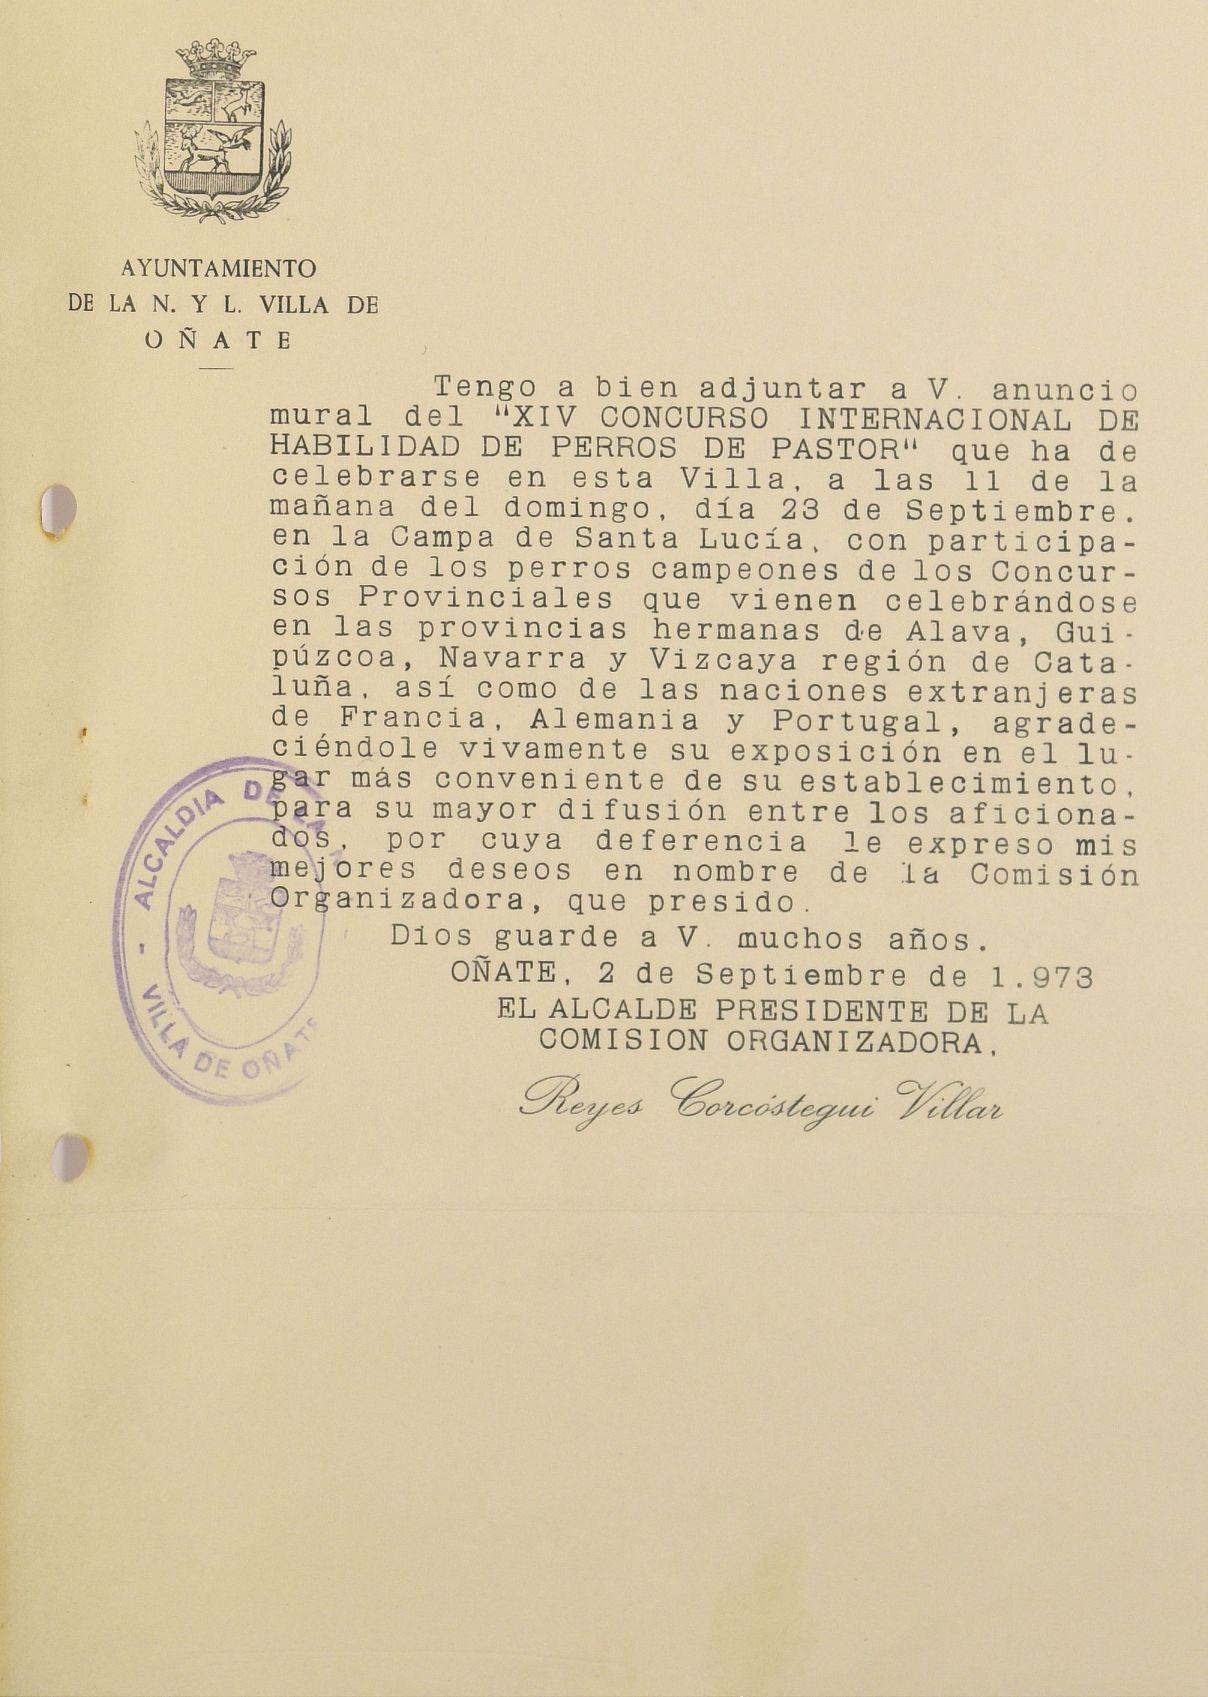 AYUNTAMIENTO
DE LA N. Y L. VILLA DE
OÑATE
Tengo a bien adjuntar a V. anuncio
mural del "XIV CONCURSO INTERNACIONAL DE
HABILIDAD DE PERROS DE PASTOR" que ha de
celebrarse en esta Villa, a las 11 de la
mañana del domingo, día 23 de Septiembre.
en la Campa de Santa Lucía, con participa-
ción de los perros campeones de los Concur-
sos Provinciales que vienen celebrándose
en las provincias hermanas de Alava, Gui-
púzcoa, Navarra y Vizcaya región de Cata-
luña, así como de las naciones extranjeras
de Francia, Alemania y Portugal, agrade-
ciéndole vivamente su exposición en el lu-
gar más conveniente de su establecimiento,
para su mayor difusión entre los aficiona-
dos, por cuya deferencia le expreso mis
mejores deseos en nombre de la Comisión
Organizadora, que presido.
Dios guarde a V. muchos años.
OÑATE, 2 de Septiembre de 1.973
EL ALCALDE PRESIDENTE DE LA
COMISION ORGANIZADORA,
Reyes Corcóstegui Villar
- ALCALDIA DE LA
VILLA DE OÑATE